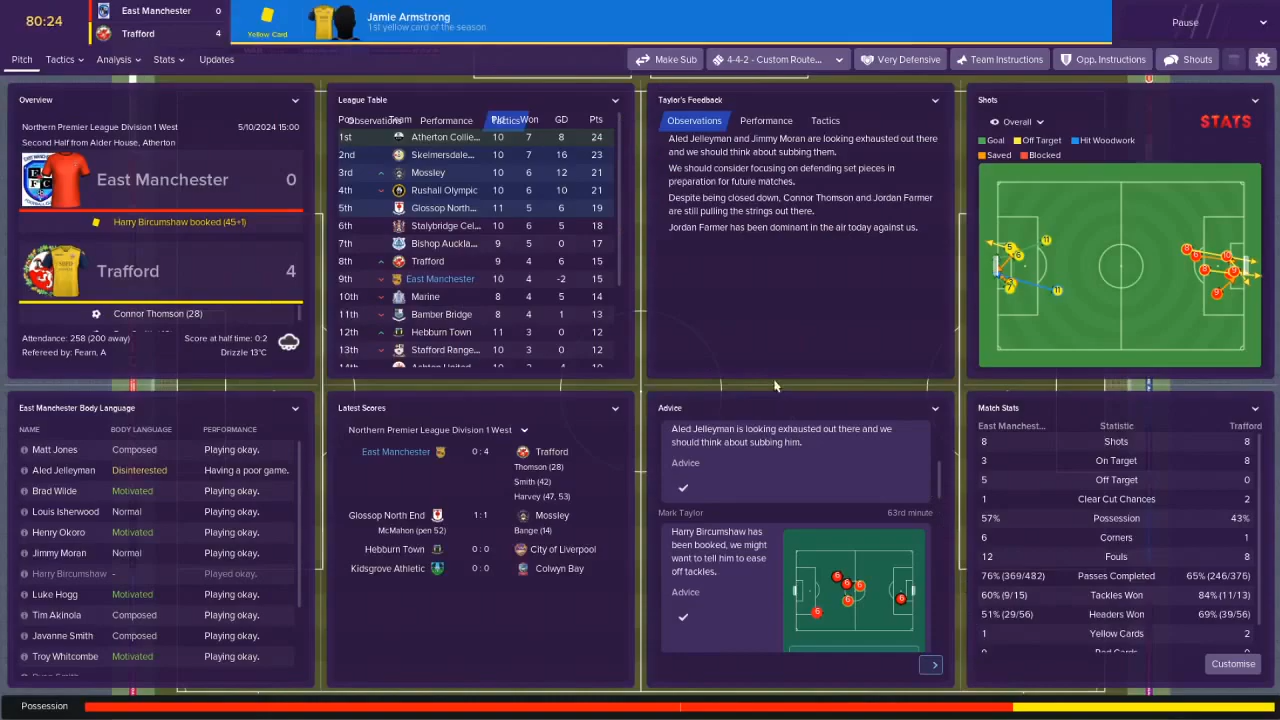 80:24
East Manchester 0
Trafford 4
Yellow Card
Jamie Armstrong
1st yellow card of the season
Pause
Pitch
Tactics
Analysis
Stats
Updates
Make Sub
4-4-2 - Custom Route...
Very Defensive
Team Instructions
Opp. Instructions
Shouts
Overview
Northern Premier League Division 1 West 5/10/2024 15:00
Second Half from Alder House, Atherton
East Manchester 0
Harry Bircumshaw booked (45+1)
Trafford 4
Connor Thomson (28)
Attendance: 258 (200 away) Score at half time: 0:2
Refereed by: Fearn, A Drizzle 13°C
League Table
Observations Performance Tactics
Pos Team Pld Won GD Pts
1st Atherton Collie... 10 7 8 24
2nd Skelmersdale... 10 7 16 23
3rd Mossley 10 6 12 21
4th Rushall Olympic 10 6 10 21
5th Glossop North... 11 5 6 19
6th Stalybridge Cel... 10 6 5 18
7th Bishop Auckla... 9 5 0 17
8th Trafford 9 4 6 15
9th East Manchester 10 4 -2 15
10th Marine 8 4 5 14
11th Bamber Bridge 8 4 1 13
12th Hebburn Town 11 3 0 12
13th Stafford Range... 10 3 0 12
14th Ashton United 10
Taylor's Feedback
Observations Performance Tactics
Aled Jelleyman and Jimmy Moran are looking exhausted out there
and we should think about subbing them.
We should consider focusing on defending set pieces in
preparation for future matches.
Despite being closed down, Connor Thomson and Jordan Farmer
are still pulling the strings out there.
Jordan Farmer has been dominant in the air today against us.
Shots
Overall
STATS
Goal Off Target Hit Woodwork
Saved Blocked
East Manchester Body Language
NAME BODY LANGUAGE PERFORMANCE
Matt Jones Composed Playing okay.
Aled Jelleyman Disinterested Having a poor game.
Brad Wilde Motivated Playing okay.
Louis Isherwood Normal Playing okay.
Henry Okoro Motivated Playing okay.
Jimmy Moran Normal Playing okay.
Harry Bircumshaw - Played okay.
Luke Hogg Motivated Playing okay.
Tim Akinola Composed Playing okay.
Javanne Smith Composed Playing okay.
Troy Whitcombe Motivated Playing okay.
Latest Scores
Northern Premier League Division 1 West
East Manchester 0 : 4 Trafford
Thomson (28)
Smith (42)
Harvey (47, 53)
Glossop North End 1 : 1 Mossley
McMahon (pen 52) Bange (14)
Hebburn Town 0 : 0 City of Liverpool
Kidsgrove Athletic 0 : 0 Colwyn Bay
Advice
Aled Jelleyman is looking exhausted out there and we
should think about subbing him.
Advice
Mark Taylor 63rd minute
Harry Bircumshaw has
been booked, we might
want to tell him to ease
off tackles.
Advice
Match Stats
East Manchest... Statistic Trafford
8 Shots 8
3 On Target 8
5 Off Target 0
1 Clear Cut Chances 2
57% Possession 43%
6 Corners 1
12 Fouls 8
76% (369/482) Passes Completed 65% (246/376)
60% (9/15) Tackles Won 84% (11/13)
51% (29/56) Headers Won 69% (39/56)
1 Yellow Cards 2
0 Red Cards 0
Customise
Possession